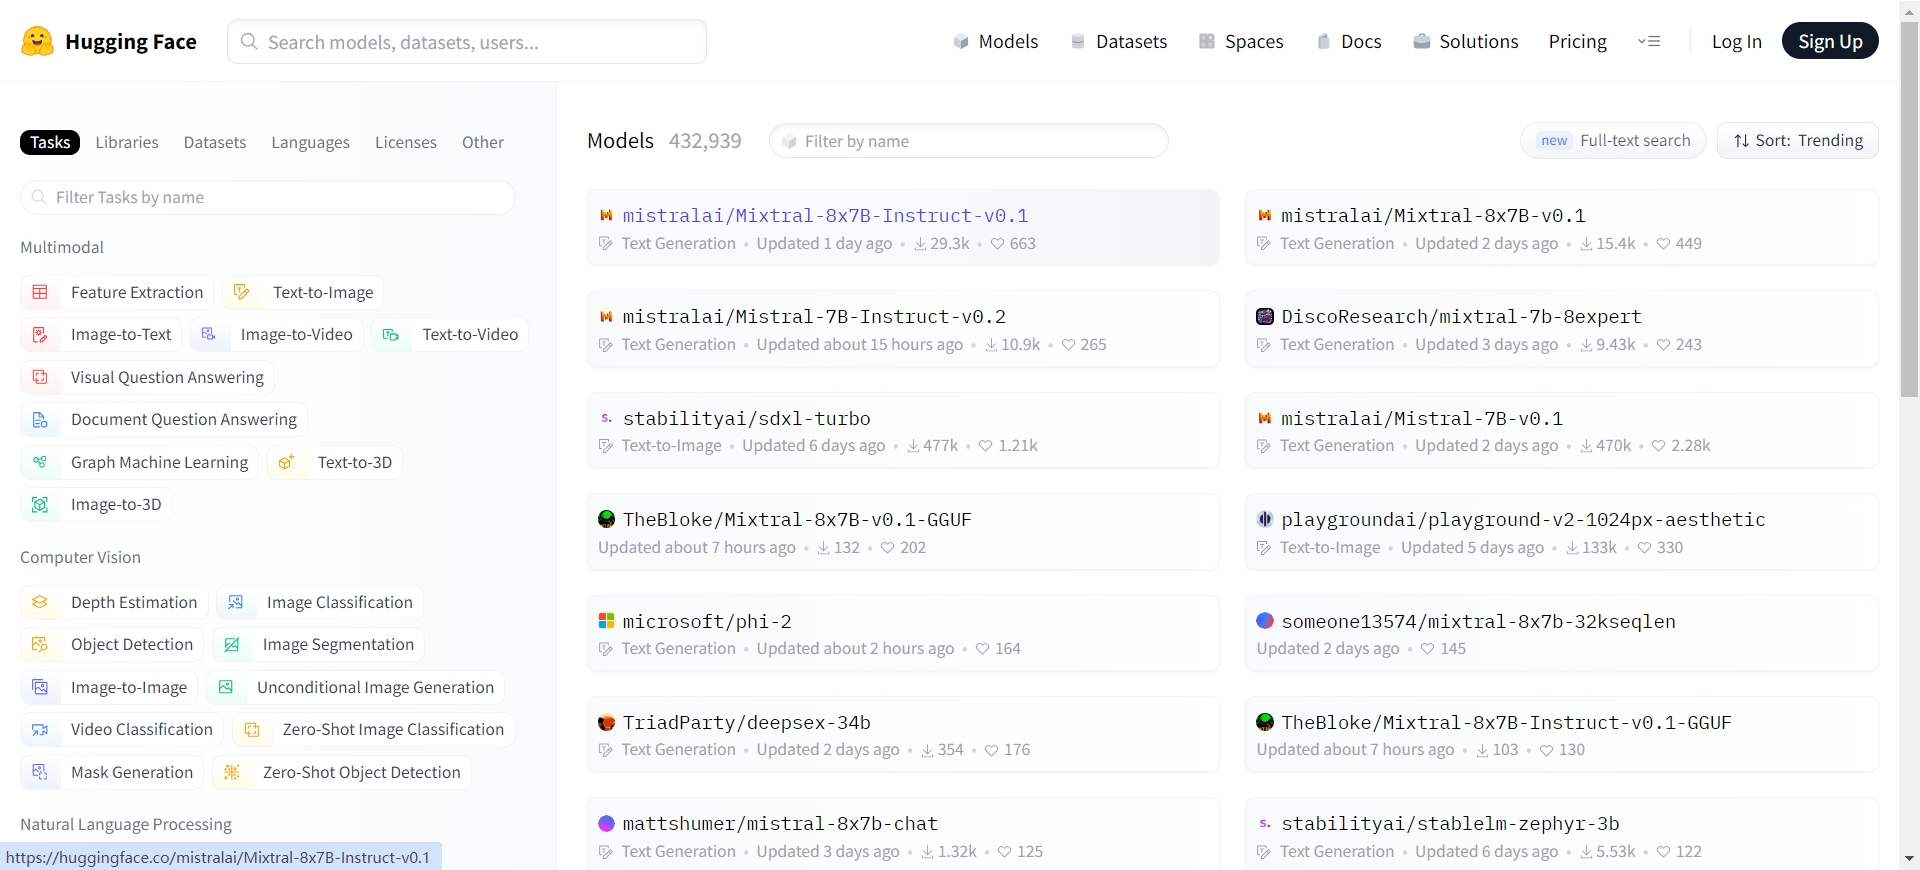 Hugging Face
Search models, datasets, users...
Models
Datasets
Spaces
Docs
Solutions
Pricing
Log In
Sign Up
Tasks
Libraries
Datasets
Languages
Licenses
Other
Filter Tasks by name
Multimodal
Feature Extraction
Text-to-Image
Image-to-Text
Image-to-Video
Text-to-Video
Visual Question Answering
Document Question Answering
Graph Machine Learning
Text-to-3D
Image-to-3D
Computer Vision
Depth Estimation
Image Classification
Object Detection
Image Segmentation
Image-to-Image
Unconditional Image Generation
Video Classification
Zero-Shot Image Classification
Mask Generation
Zero-Shot Object Detection
Natural Language Processing
https://huggingface.co/mistralai/Mixtral-8x7B-Instruct-v0.1
Models 432,939
Filter by name
new Full-text search
Sort: Trending
mistralai/Mixtral-8x7B-Instruct-v0.1
Text Generation • Updated 1 day ago • 29.3k • 663
mistralai/Mixtral-8x7B-v0.1
Text Generation • Updated 2 days ago • 15.4k • 449
mistralai/Mistral-7B-Instruct-v0.2
Text Generation • Updated about 15 hours ago • 10.9k • 265
DiscoResearch/mixtral-7b-8expert
Text Generation • Updated 3 days ago • 9.43k • 243
stabilityai/sdxl-turbo
Text-to-Image • Updated 6 days ago • 477k • 1.21k
mistralai/Mistral-7B-v0.1
Text Generation • Updated 2 days ago • 470k • 2.28k
TheBloke/Mixtral-8x7B-v0.1-GGUF
Updated about 7 hours ago • 132 • 202
playgroundai/playground-v2-1024px-aesthetic
Text-to-Image • Updated 5 days ago • 133k • 330
microsoft/phi-2
Text Generation • Updated about 2 hours ago • 164
someone13574/mixtral-8x7b-32kseqlen
Updated 2 days ago • 145
TriadParty/deepsex-34b
Text Generation • Updated 2 days ago • 354 • 176
TheBloke/Mixtral-8x7B-Instruct-v0.1-GGUF
Updated about 7 hours ago • 103 • 130
mattshumer/mistral-8x7b-chat
Text Generation • Updated 3 days ago • 1.32k • 125
stabilityai/stablelm-zephyr-3b
Text Generation • Updated 6 days ago • 5.53k • 122